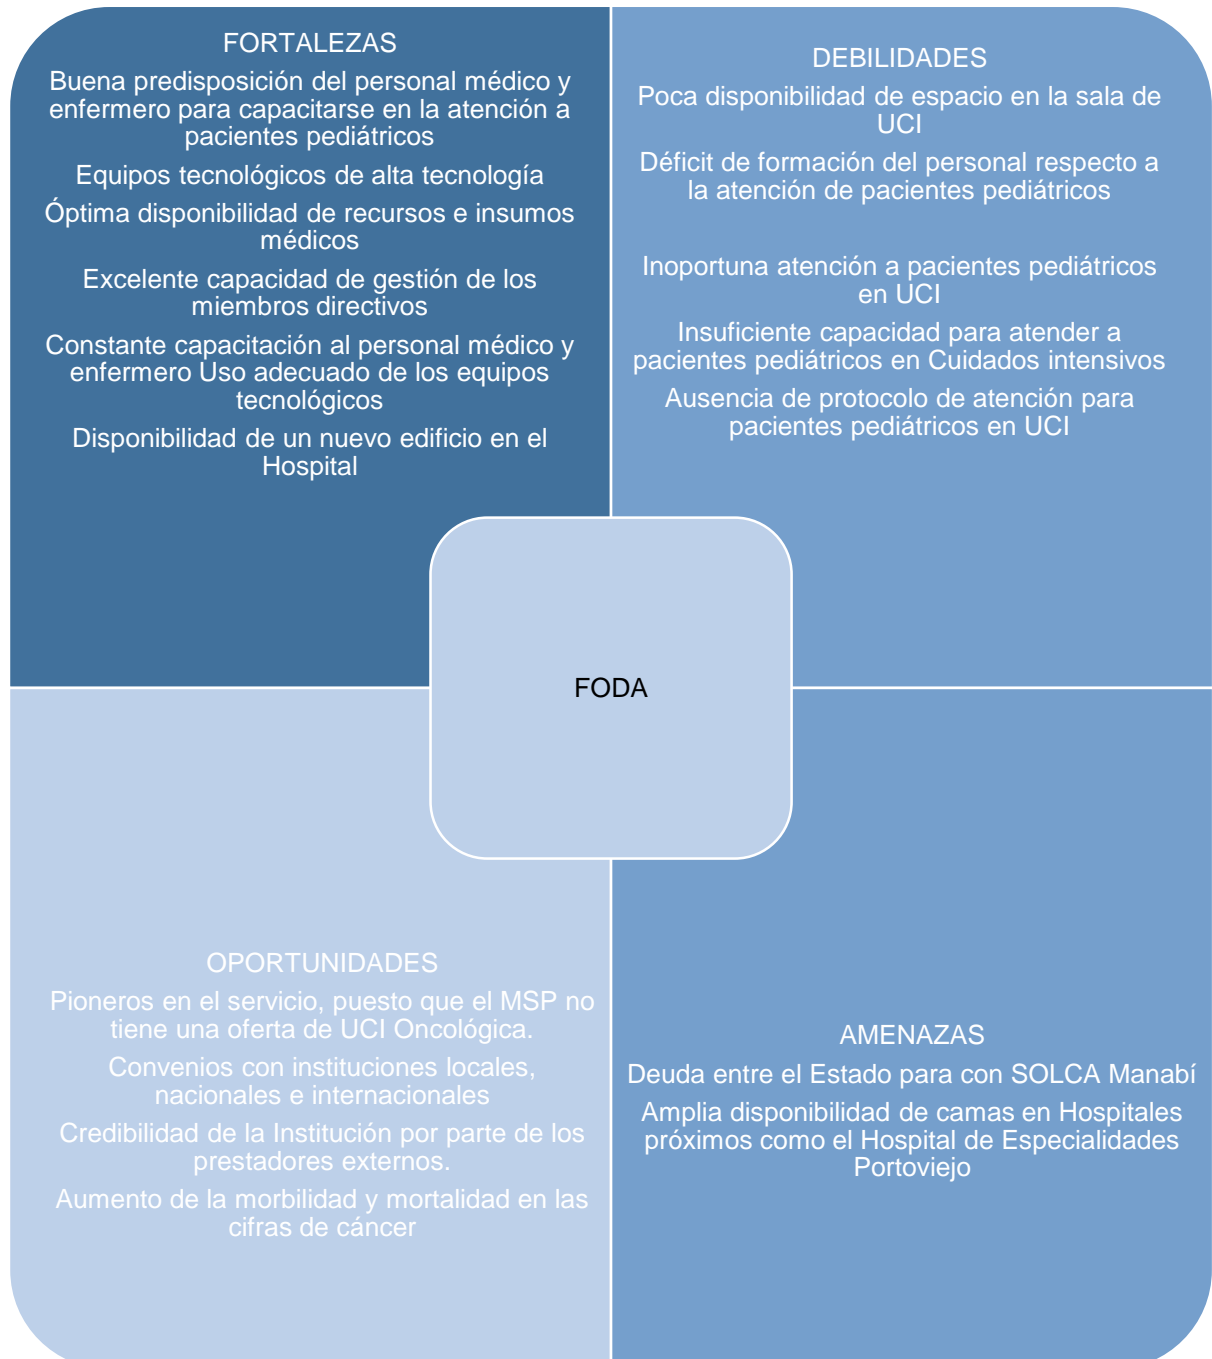 FORTALEZAS
Buena predisposición del personal médico y
enfermero para capacitarse en la atención a
pacientes pediátricos
Equipos tecnológicos de alta tecnología
Óptima disponibilidad de recursos e insumos
médicos
Excelente capacidad de gestión de los
miembros directivos
Constante capacitación al personal médico y
enfermero Uso adecuado de los equipos
tecnológicos
Disponibilidad de un nuevo edificio en el
Hospital
DEBILIDADES
Poca disponibilidad de espacio en la sala de
UCI
Déficit de formación del personal respecto a
la atención de pacientes pediátricos
Inoportuna atención a pacientes pediátricos
en UCI
Insuficiente capacidad para atender a
pacientes pediátricos en Cuidados intensivos
Ausencia de protocolo de atención para
pacientes pediátricos en UCI
FODA
OPORTUNIDADES
Pioneros en el servicio, puesto que el MSP no
tiene una oferta de UCI Oncológica.
Convenios con instituciones locales,
nacionales e internacionales
Credibilidad de la Institución por parte de los
prestadores externos.
Aumento de la morbilidad y mortalidad en las
cifras de cáncer
AMENAZAS
Deuda entre el Estado para con SOLCA Manabí
Amplia disponibilidad de camas en Hospitales
próximos como el Hospital de Especialidades
Portoviejo